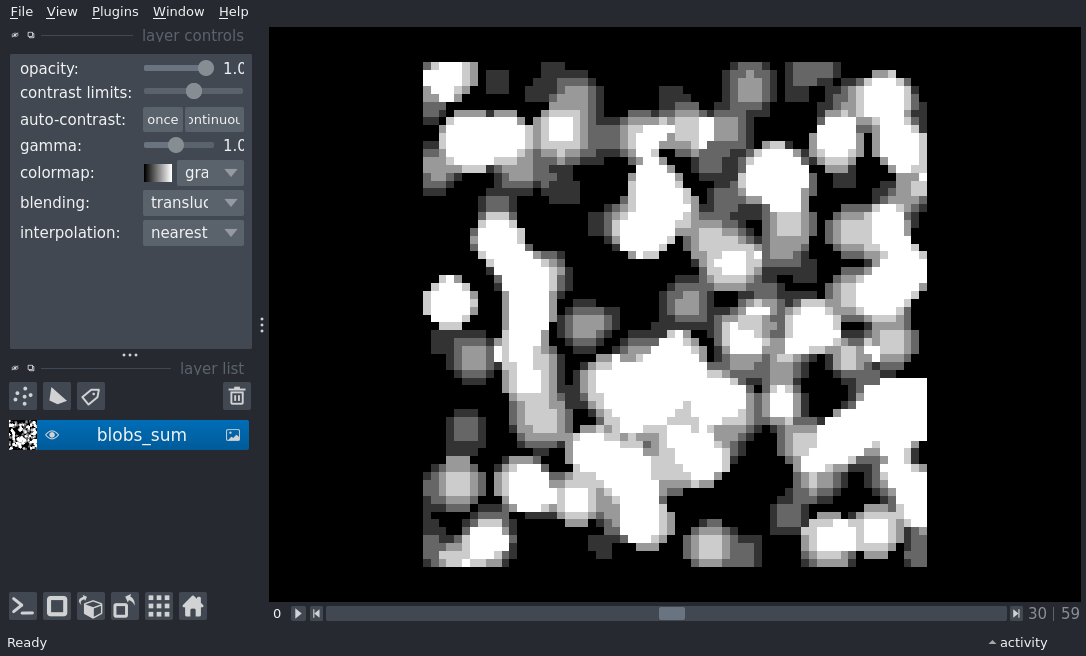 File View Plugins Window Help
layer controls
opacity: 1.0
contrast limits:
auto-contrast: once ontinuou
gamma: 1.0
colormap: gra
blending: transluc
interpolation: nearest
layer list
blobs_sum
0 30 | 59
Ready activity